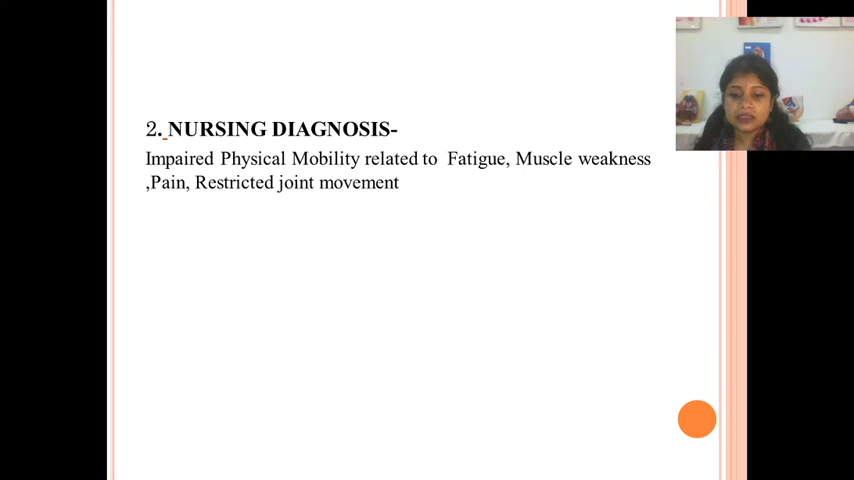 2. NURSING DIAGNOSIS-
Impaired Physical Mobility related to Fatigue, Muscle weakness
,Pain, Restricted joint movement